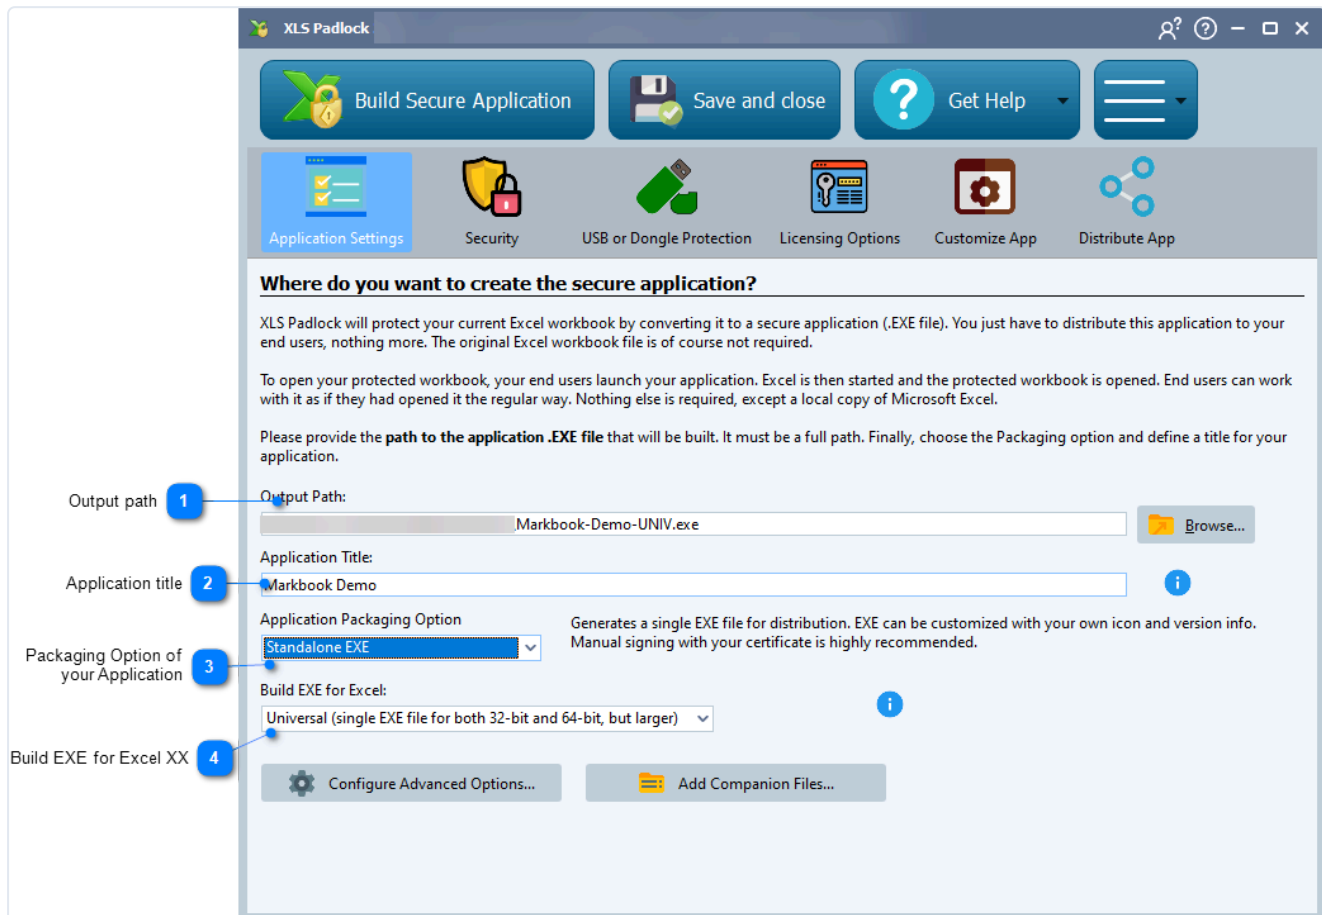 XLS Padlock
Build Secure Application
Save and close
Get Help
Application Settings
Security
USB or Dongle Protection
Licensing Options
Customize App
Distribute App
Where do you want to create the secure application?
XLS Padlock will protect your current Excel workbook by converting it to a secure application (.EXE file). You just have to distribute this application to your
end users, nothing more. The original Excel workbook file is of course not required.
To open your protected workbook, your end users launch your application. Excel is then started and the protected workbook is opened. End users can work
with it as if they had opened it the regular way. Nothing else is required, except a local copy of Microsoft Excel.
Please provide the path to the application .EXE file that will be built. It must be a full path. Finally, choose the Packaging option and define a title for your
application.
Output path 1
Output Path:
Markbook-Demo-UNIV.exe
Browse...
Application Title:
Application title 2
Markbook Demo
Application Packaging Option
Standalone EXE
Generates a single EXE file for distribution. EXE can be customized with your own icon and version info.
Manual signing with your certificate is highly recommended.
Packaging Option of
your Application
3
Build EXE for Excel:
Universal (single EXE file for both 32-bit and 64-bit, but larger)
Build EXE for Excel XX 4
Configure Advanced Options...
Add Companion Files...